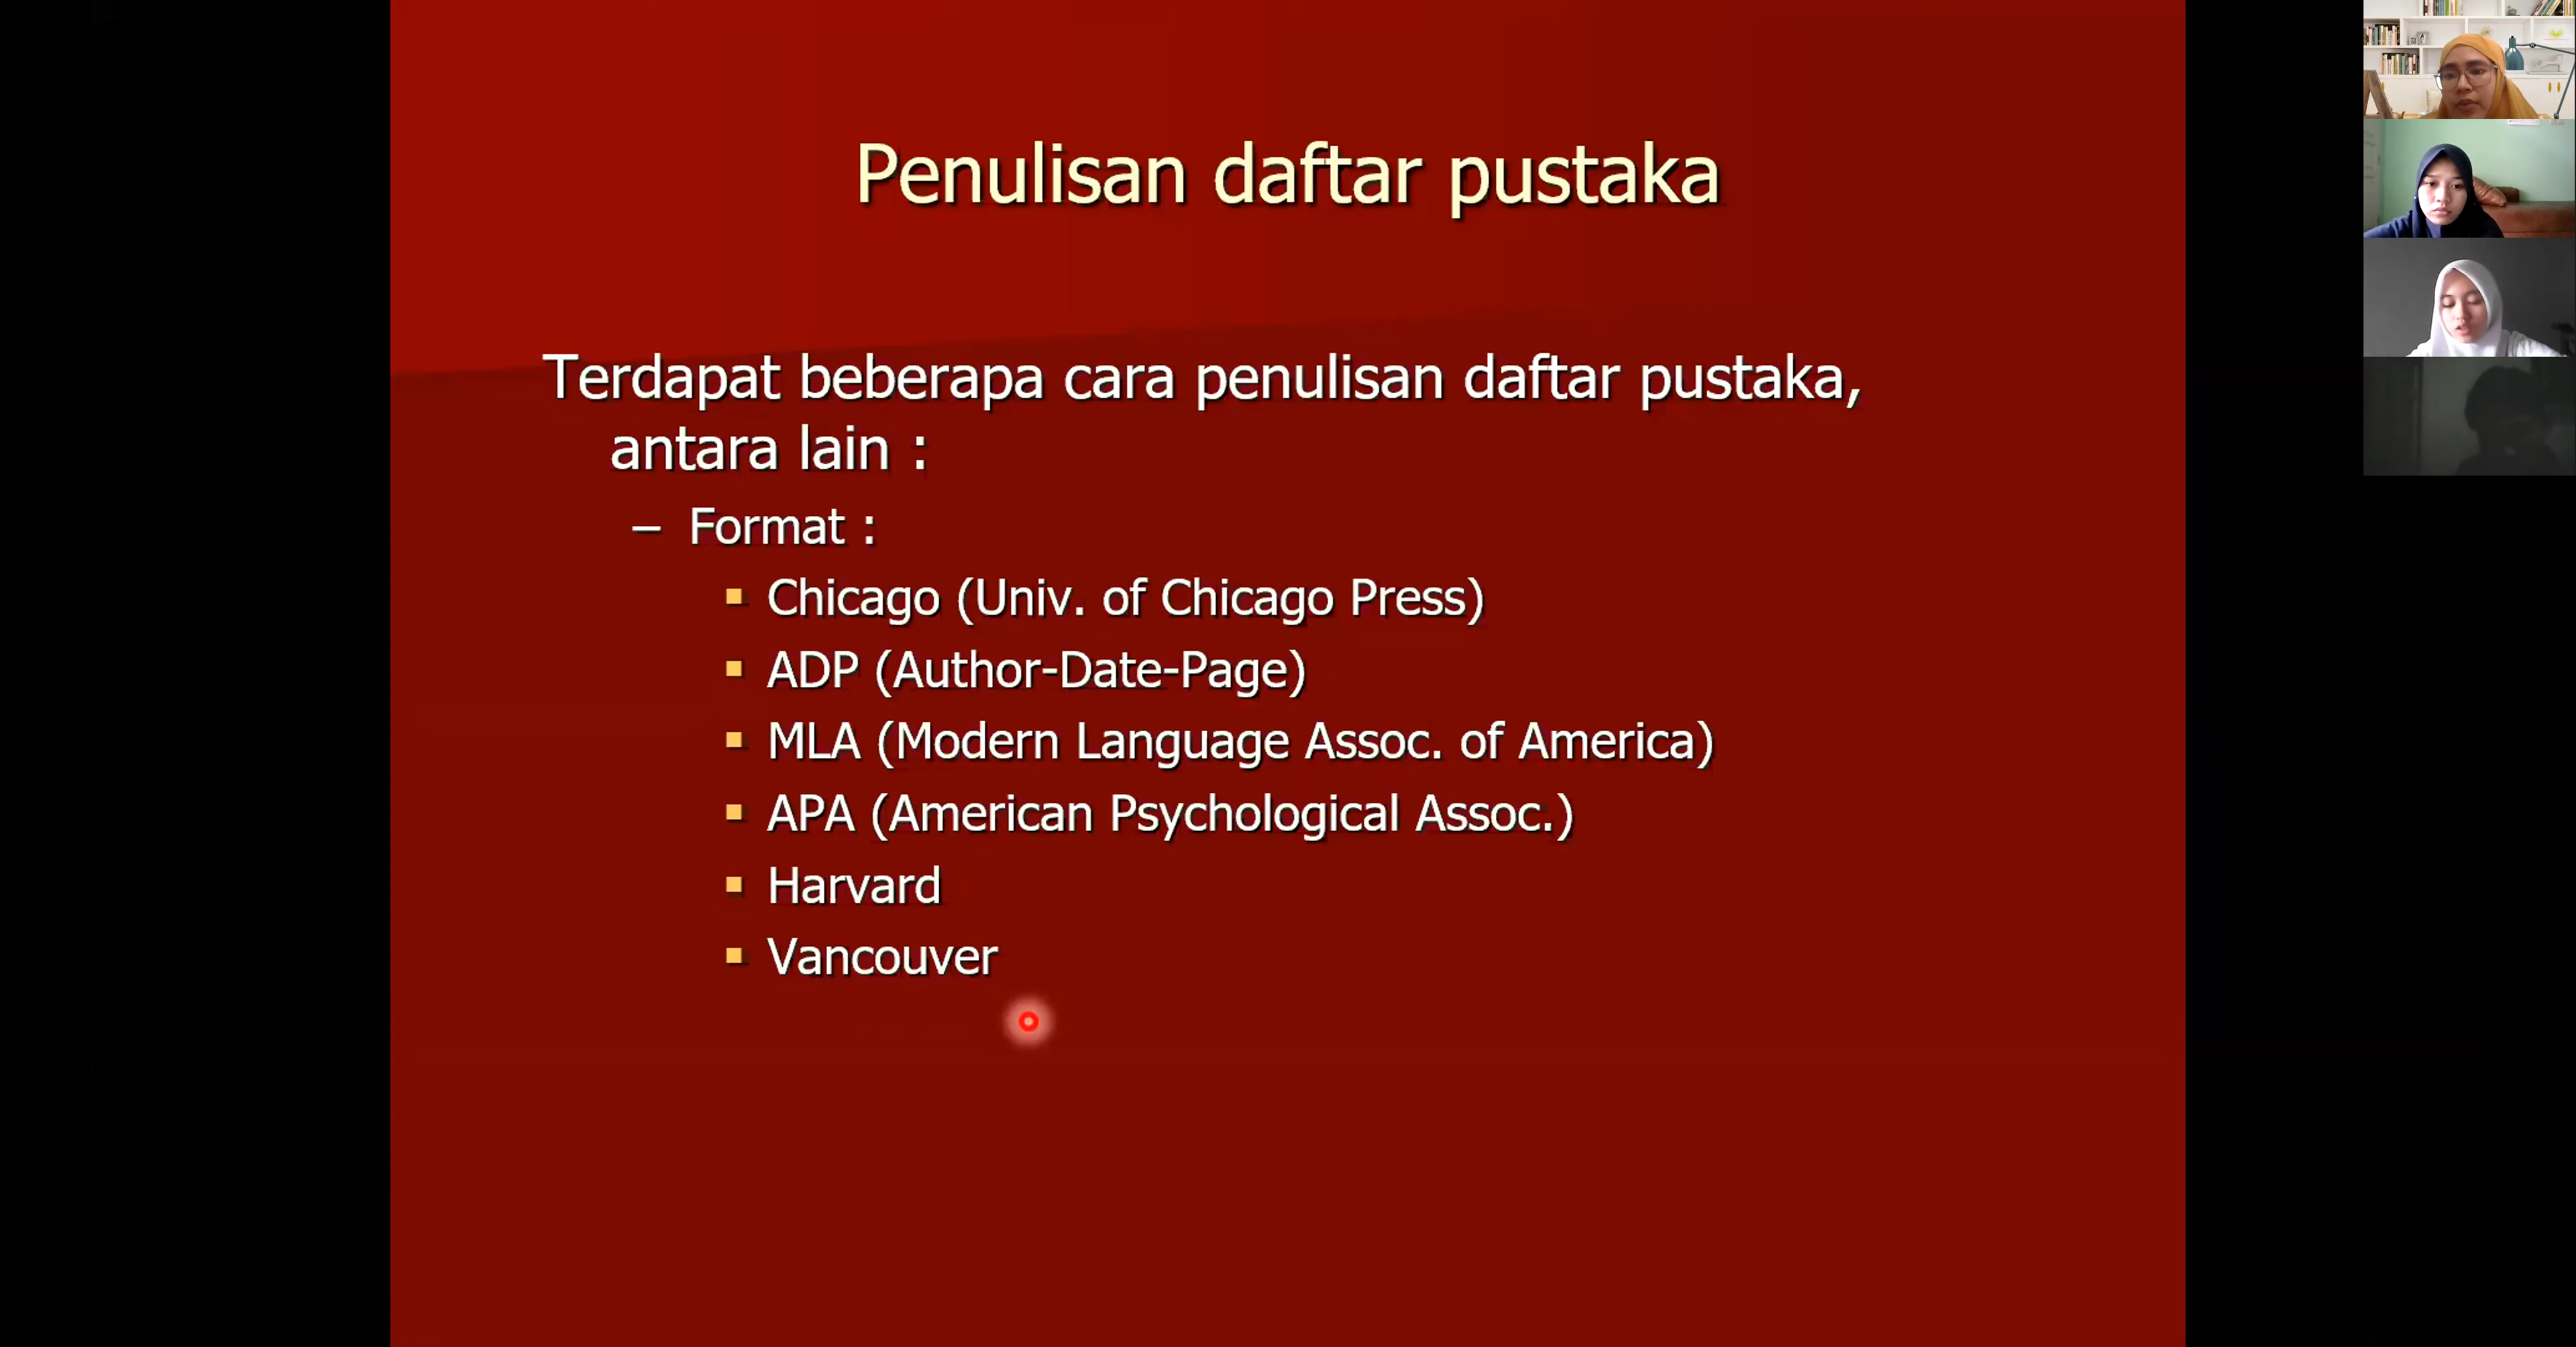 Penulisan daftar pustaka
Terdapat beberapa cara penulisan daftar pustaka,
antara lain :
– Format :
▪ Chicago (Univ. of Chicago Press)
▪ ADP (Author-Date-Page)
▪ MLA (Modern Language Assoc. of America)
▪ APA (American Psychological Assoc.)
▪ Harvard
▪ Vancouver